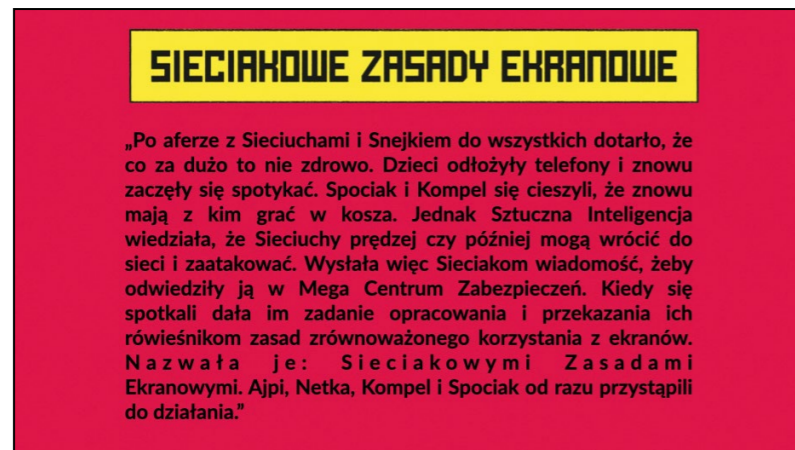 SIECIAKOWE ZASADY EKRANOWE
„Po aferze z Sieciuchami i Snejkiem do wszystkich dotarło, że
co za dużo to nie zdrowo. Dzieci odłożyły telefony i znowu
zaczęły się spotykać. Spociak i Kompel się cieszyli, że znowu
mają z kim grać w kosza. Jednak Sztuczna Inteligencja
wiedziała, że Sieciuchy prędzej czy później mogą wrócić do
sieci i zaatakować. Wysłała więc Sieciakom wiadomość, żeby
odwiedziły ją w Mega Centrum Zabezpieczeń. Kiedy się
spotkali dała im zadanie opracowania i przekazania ich
rówieśnikom zasad zrównoważonego korzystania z ekranów.
Nazwała je: Sieciakowymi Zasadami
Ekranowymi. Ajpi, Netka, Kompel i Spociak od razu przystąpili
do działania.”